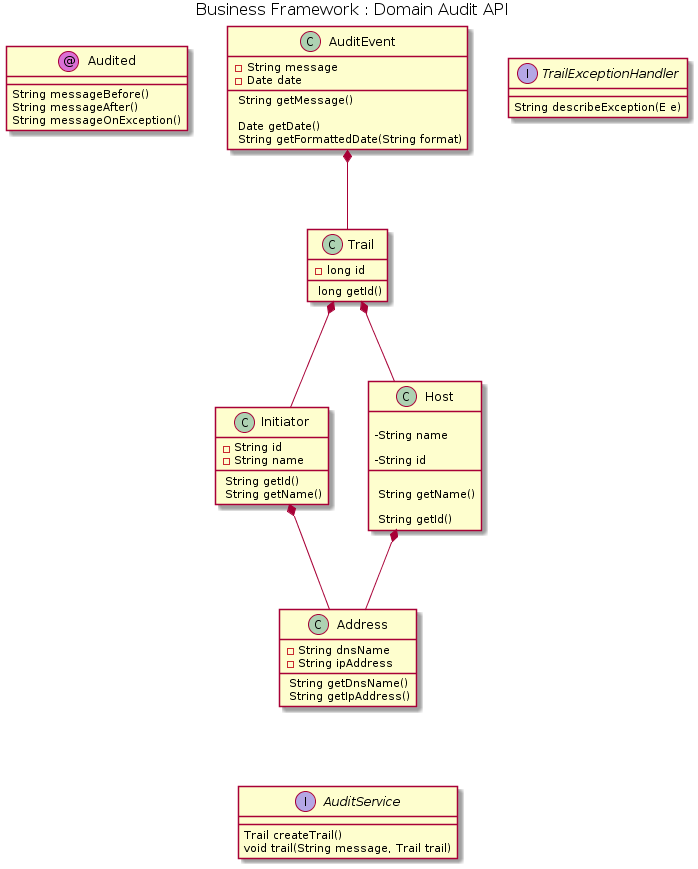 Business Framework : Domain Audit API
@ Audited
String messageBefore()
String messageAfter()
String messageOnException()
C AuditEvent
String message
Date date
String getMessage()
Date getDate()
String getFormattedDate(String format)
I TrailExceptionHandler
String describeException(E e)
C Trail
long id
long getId()
C Initiator
String id
String name
String getId()
String getName()
C Host
-String name
-String id
String getName()
String getId()
C Address
String dnsName
String ipAddress
String getDnsName()
String getIpAddress()
I AuditService
Trail createTrail()
void trail(String message, Trail trail)